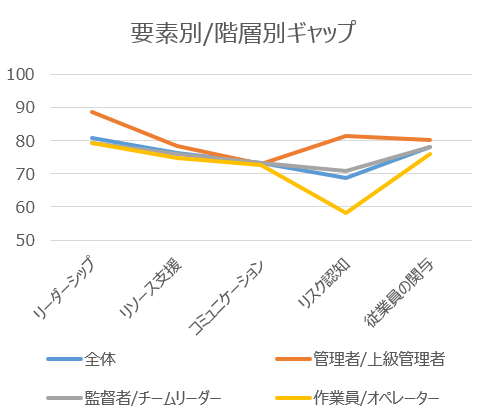 要素別/階層別ギャップ
100
90
80
70
60
50
リーダーシップ
リソース支援
コミュニケーション
リスク認知
従業員の関与
全体
管理者/上級管理者
監督者/チームリーダー
作業員/オペレーター